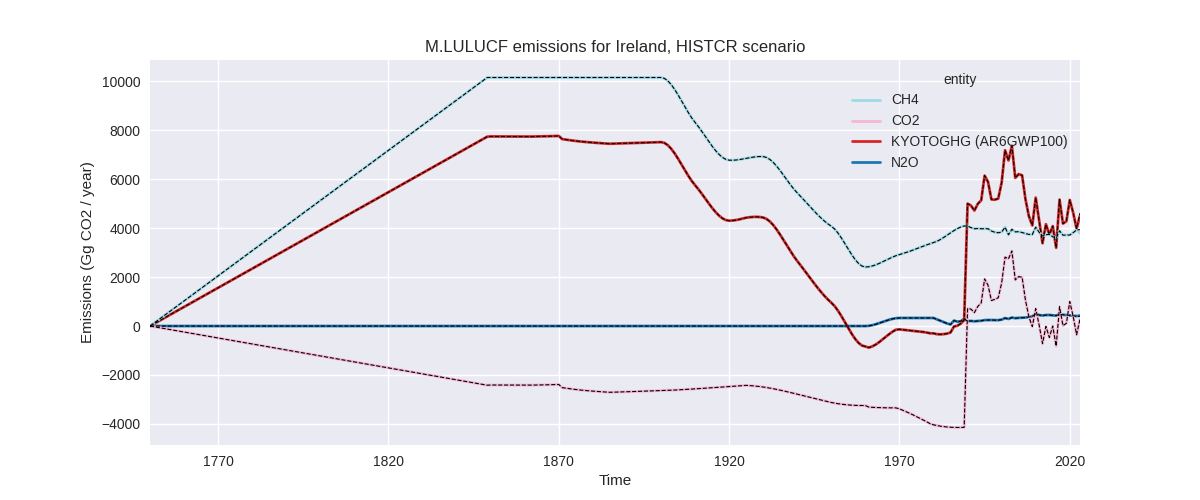 M.LULUCF emissions for Ireland, HISTCR scenario
entity
CH4
CO2
KYOTOGHG (AR6GWP100)
N2O
Emissions (Gg CO2 / year)
10000
8000
6000
4000
2000
0
−2000
−4000
1770
1820
1870
1920
1970
2020
Time